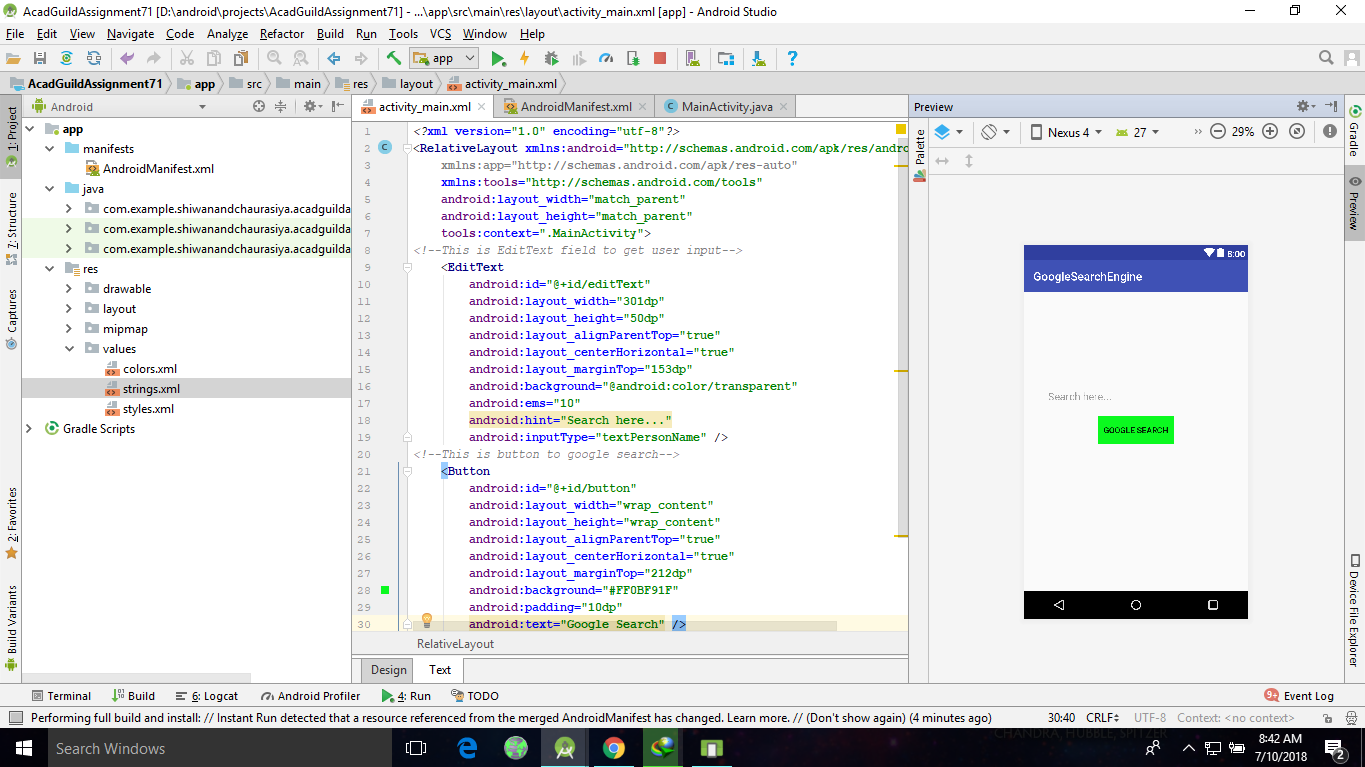 AcadGuildAssignment71 [D:\android\projects\AcadGuildAssignment71] - ...\app\src\main\res\layout\activity_main.xml [app] - Android Studio
File Edit View Navigate Code Analyze Refactor Build Run Tools VCS Window Help
app
AcadGuildAssignment71 app src main res layout activity_main.xml
1: Project
7: Structure
Captures
2: Favorites
Build Variants
Android
app
manifests
AndroidManifest.xml
java
com.example.shiwanandchaurasiya.acadguilda
com.example.shiwanandchaurasiya.acadguilda
com.example.shiwanandchaurasiya.acadguilda
res
drawable
layout
mipmap
values
colors.xml
strings.xml
styles.xml
Gradle Scripts
activity_main.xml AndroidManifest.xml MainActivity.java
1 <?xml version="1.0" encoding="utf-8"?>
2 <RelativeLayout xmlns:android="http://schemas.android.com/apk/res/andro
3 xmlns:app="http://schemas.android.com/apk/res-auto"
4 xmlns:tools="http://schemas.android.com/tools"
5 android:layout_width="match_parent"
6 android:layout_height="match_parent"
7 tools:context=".MainActivity">
8 <!--This is EditText field to get user input-->
9 <EditText
10 android:id="@+id/editText"
11 android:layout_width="301dp"
12 android:layout_height="50dp"
13 android:layout_alignParentTop="true"
14 android:layout_centerHorizontal="true"
15 android:layout_marginTop="153dp"
16 android:background="@android:color/transparent"
17 android:ems="10"
18 android:hint="Search here..."
19 android:inputType="textPersonName" />
20 <!--This is button to google search-->
21 <Button
22 android:id="@+id/button"
23 android:layout_width="wrap_content"
24 android:layout_height="wrap_content"
25 android:layout_alignParentTop="true"
26 android:layout_centerHorizontal="true"
27 android:layout_marginTop="212dp"
28 android:background="#FF0BF91F"
29 android:padding="10dp"
30 android:text="Google Search" />
RelativeLayout
Design Text
Preview
Palette
Nexus 4 27 29%
8:00
GoogleSearchEngine
Search here...
GOOGLE SEARCH
Gradle
Preview
Device File Explorer
Terminal Build 6: Logcat Android Profiler 4: Run TODO 9+ Event Log
Performing full build and install: // Instant Run detected that a resource referenced from the merged AndroidManifest has changed. Learn more. // (Don't show again) (4 minutes ago) 30:40 CRLF UTF-8 Context: <no context>
CHANDRA, HUBBLE, SPITZER
Search Windows
8:42 AM
7/10/2018
2